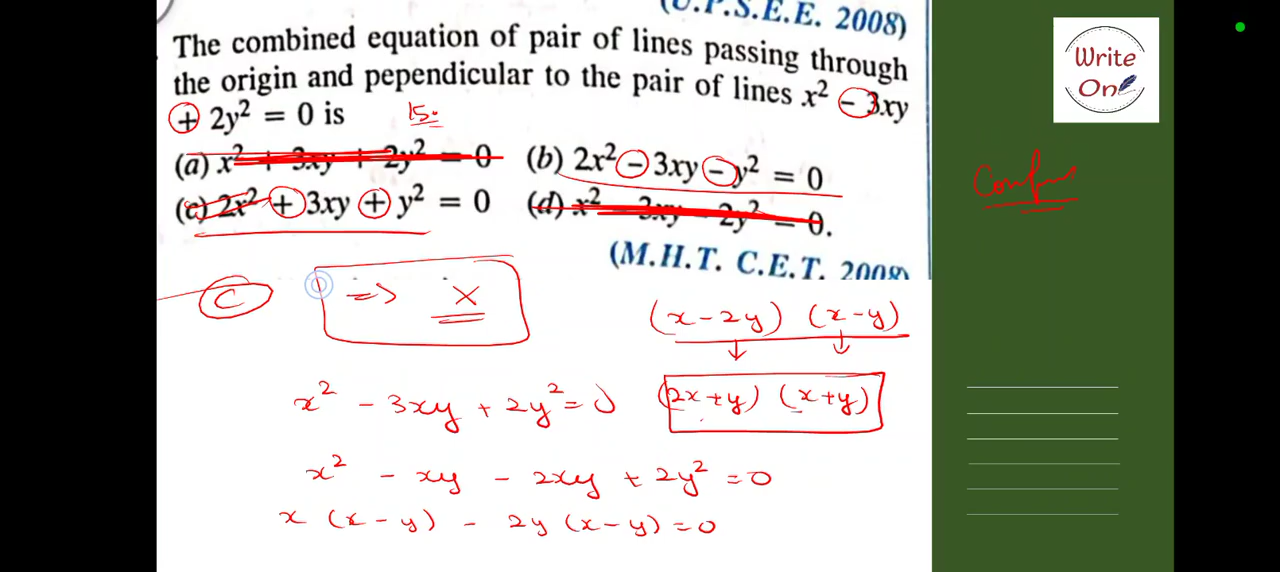 (U.P.S.E.E. 2008)
The combined equation of pair of lines passing through
the origin and pependicular to the pair of lines x² - 3xy
+ 2y² = 0 is
(a) x² + 3xy + 2y² = 0 (b) 2x² - 3xy - y² = 0
(c) 2x² + 3xy + y² = 0 (d) x² - 3xy - 2y² = 0.
(M.H.T. C.E.T. 2008)
C => X
(x - 2y) (x - y)
x² - 3xy + 2y² = 0 (2x + y) (x + y)
x² - xy - 2xy + 2y² = 0
x (x - y) - 2y (x - y) = 0
Write
On